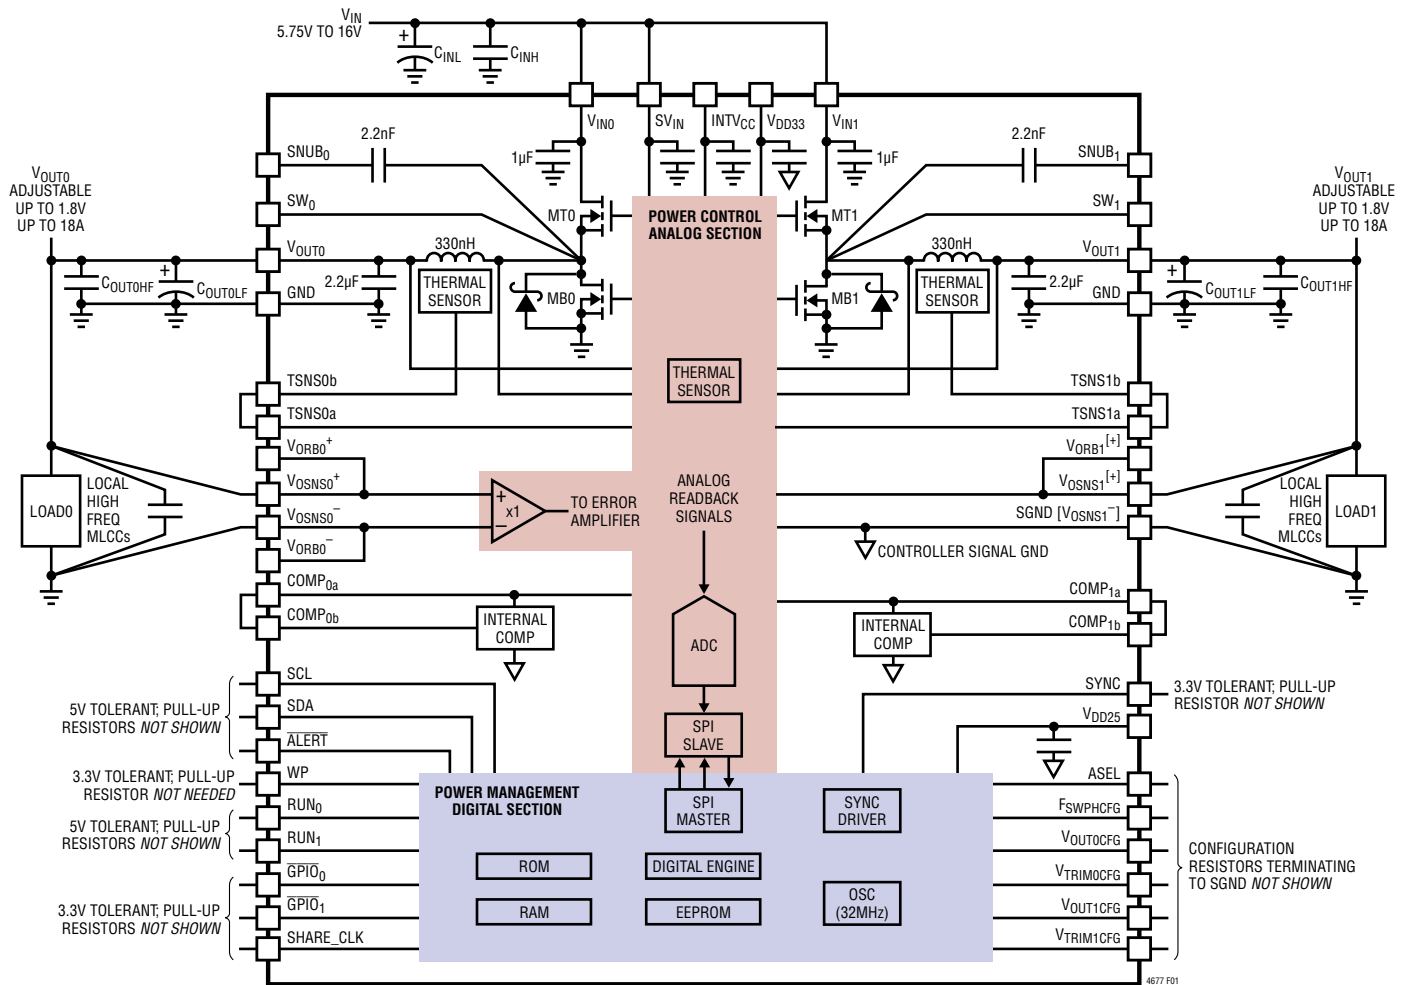 VIN
5.75V TO 16V
+
CINL
CINH
VIN0
SVIN
INTVCC
VDD33
VIN1
2.2nF
2.2nF
SNUB0
SNUB1
1µF
1µF
VOUT0
ADJUSTABLE
UP TO 1.8V
UP TO 18A
VOUT1
ADJUSTABLE
UP TO 1.8V
UP TO 18A
SW0
SW1
MT0
MT1
POWER CONTROL
ANALOG SECTION
VOUT0
330nH
330nH
VOUT1
COUT0HF
+
COUT0LF
GND
2.2µF
THERMAL
SENSOR
MB0
MB1
THERMAL
SENSOR
2.2µF
GND
+
COUT1LF
COUT1HF
THERMAL
SENSOR
TSNS0b
TSNS1b
TSNS0a
TSNS1a
VORB0+
VORB1[+]
VOSNS0+
VOSNS1[+]
LOAD0
LOCAL
HIGH
FREQ
MLCCs
+
x1
–
TO ERROR
AMPLIFIER
ANALOG
READBACK
SIGNALS
LOCAL
HIGH
FREQ
MLCCs
LOAD1
VOSNS0–
SGND [VOSNS1–]
VORB0–
CONTROLLER SIGNAL GND
COMP0a
COMP1a
COMP0b
COMP1b
INTERNAL
COMP
INTERNAL
COMP
ADC
SCL
SYNC
3.3V TOLERANT; PULL-UP
RESISTOR NOT SHOWN
5V TOLERANT; PULL-UP
RESISTORS NOT SHOWN
SDA
VDD25
ALERT
SPI
SLAVE
3.3V TOLERANT; PULL-UP
RESISTOR NOT NEEDED
WP
ASEL
POWER MANAGEMENT
DIGITAL SECTION
SPI
MASTER
SYNC
DRIVER
5V TOLERANT; PULL-UP
RESISTORS NOT SHOWN
RUN0
FSWPHCFG
RUN1
VOUT0CFG
CONFIGURATION
RESISTORS TERMINATING
TO SGND NOT SHOWN
ROM
DIGITAL ENGINE
GPIO0
VTRIM0CFG
OSC
(32MHz)
3.3V TOLERANT; PULL-UP
RESISTORS NOT SHOWN
GPIO1
RAM
EEPROM
VOUT1CFG
SHARE_CLK
VTRIM1CFG
4677 F01